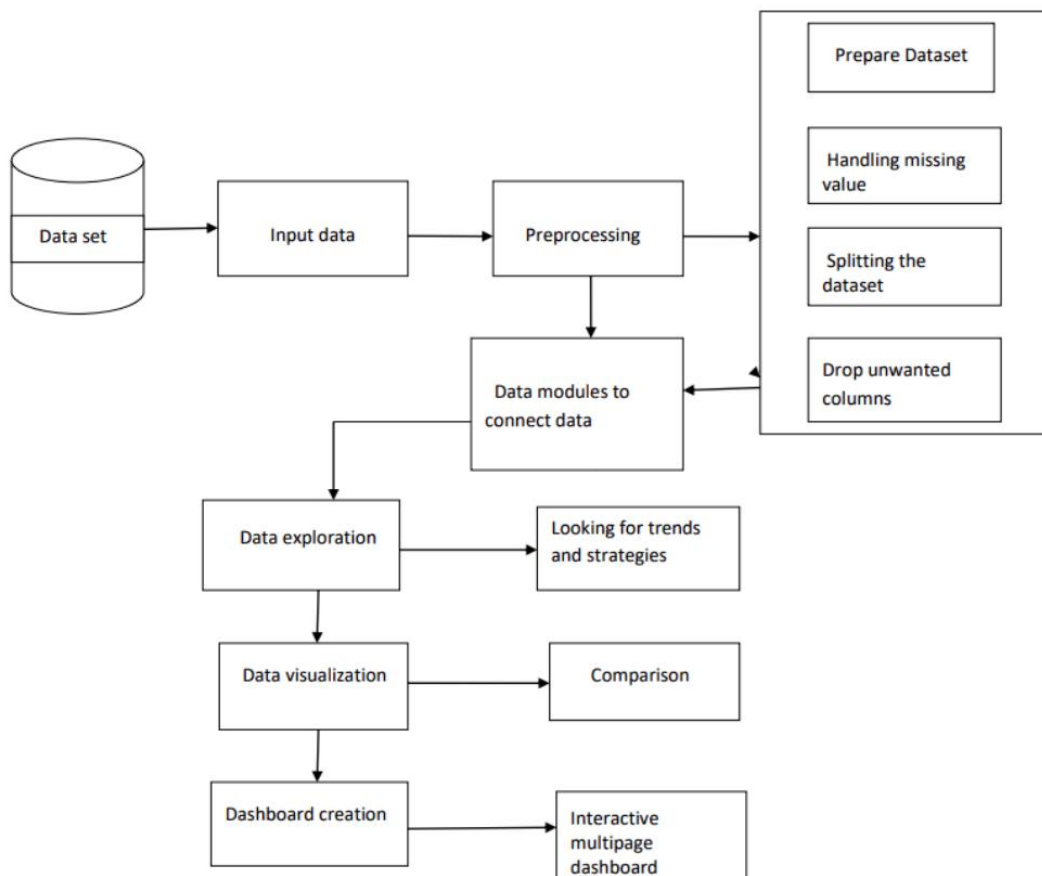 Prepare Dataset
Handling missing
value
Data set
Input data
Preprocessing
Splitting the
dataset
Data modules to
connect data
Drop unwanted
columns
Data exploration
Looking for trends
and strategies
Data visualization
Comparison
Dashboard creation
Interactive
multipage
dashboard